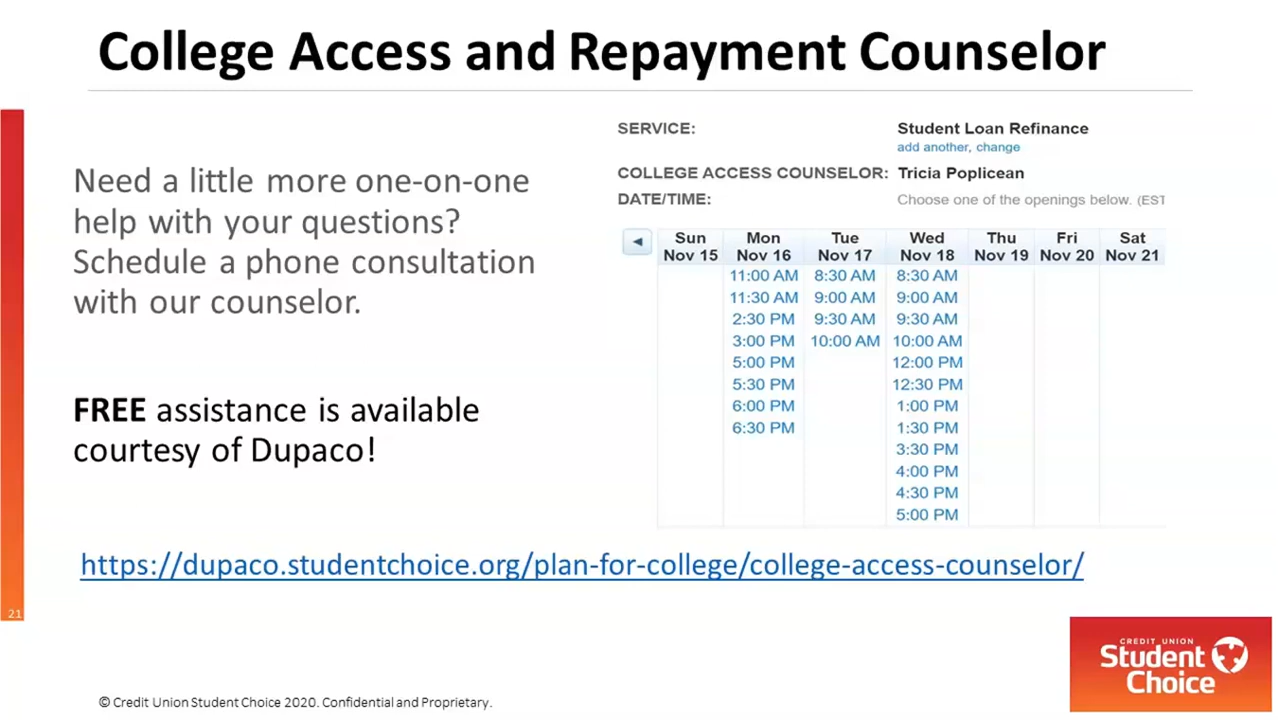 College Access and Repayment Counselor
Need a little more one-on-one
help with your questions?
Schedule a phone consultation
with our counselor.
FREE assistance is available
courtesy of Dupaco!
SERVICE: Student Loan Refinance
add another, change
COLLEGE ACCESS COUNSELOR: Tricia Poplicean
DATE/TIME: Choose one of the openings below. (EST
◄ Sun Mon Tue Wed Thu Fri Sat
Nov 15 Nov 16 Nov 17 Nov 18 Nov 19 Nov 20 Nov 21
11:00 AM 8:30 AM 8:30 AM
11:30 AM 9:00 AM 9:00 AM
2:30 PM 9:30 AM 9:30 AM
3:00 PM 10:00 AM 10:00 AM
5:00 PM 12:00 PM
5:30 PM 12:30 PM
6:00 PM 1:00 PM
6:30 PM 1:30 PM
3:30 PM
4:00 PM
4:30 PM
5:00 PM
https://dupaco.studentchoice.org/plan-for-college/college-access-counselor/
21
CREDIT UNION
Student
Choice
© Credit Union Student Choice 2020. Confidential and Proprietary.